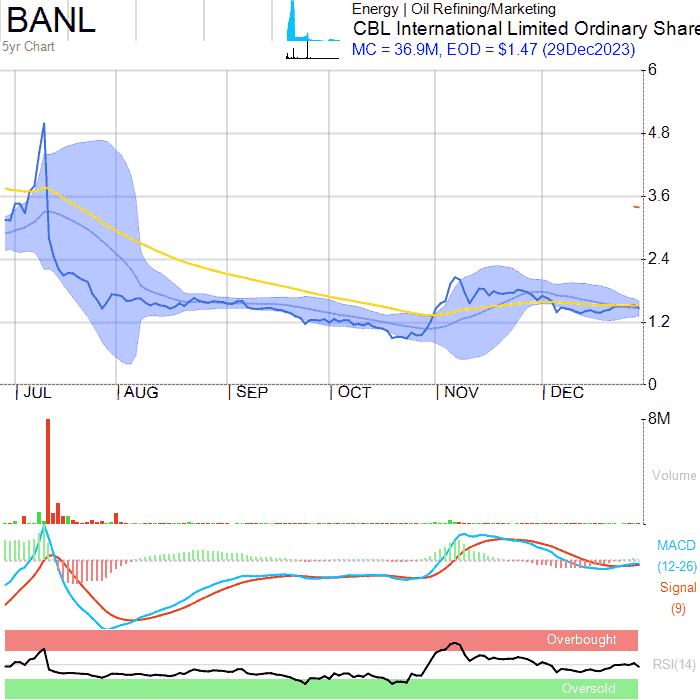 BANL
5yr Chart
Energy | Oil Refining/Marketing
CBL International Limited Ordinary Share
MC = 36.9M, EOD = $1.47 (29Dec2023)
6
4.8
3.6
2.4
1.2
0
JUL
AUG
SEP
OCT
NOV
DEC
8M
Volume
MACD
(12-26)
Signal
(9)
Overbought
RSI(14)
Oversold